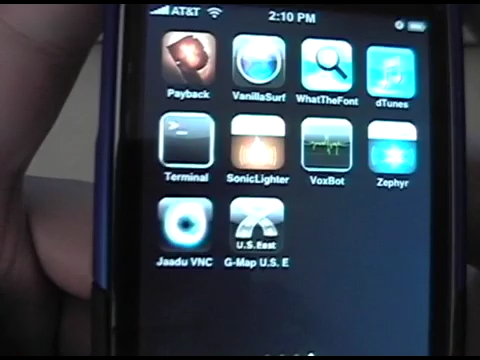 AT&T 2:10 PM
Payback VanillaSurf WhatTheFont dTunes
>_
Terminal SonicLighter VoxBot Zephyr
U.S.East
Jaadu VNC G-Map U.S. E